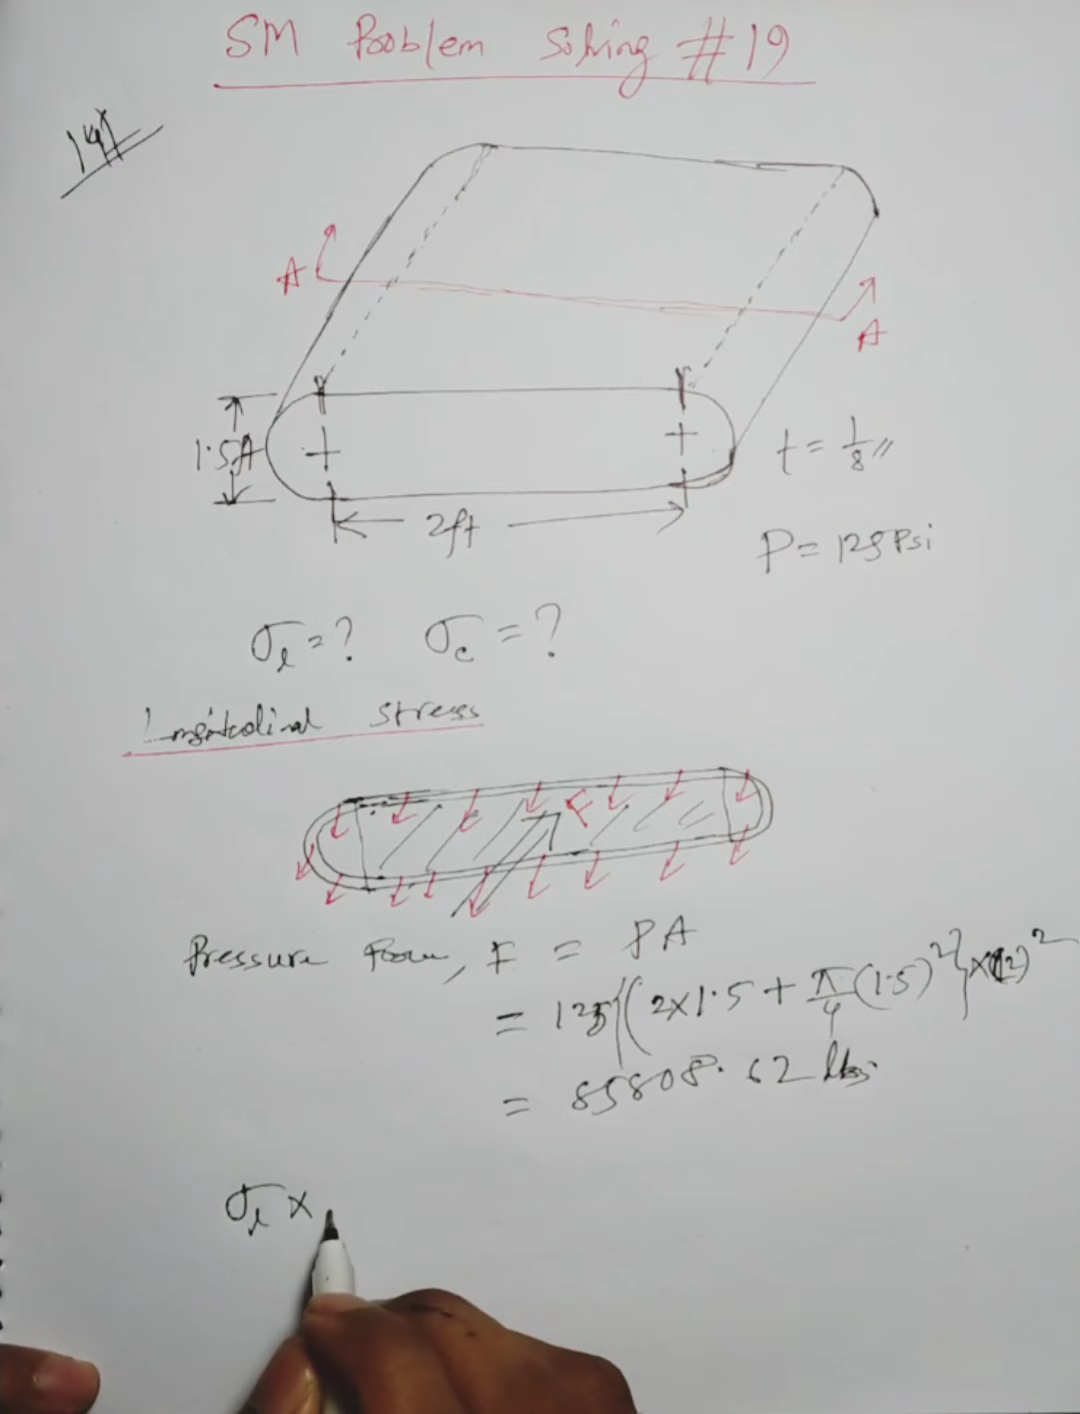 SM Problem Solving #19
141
A
A
1.5ft
2ft
t = 1/8"
P = 125 Psi
σₗ = ? σc = ?
Longitudinal stress
F
Pressure Force, F = PA
= 125 {(2×1.5 + π/4 (1.5)²} × (12)²
= 85808.62 lbs
σₗ ×